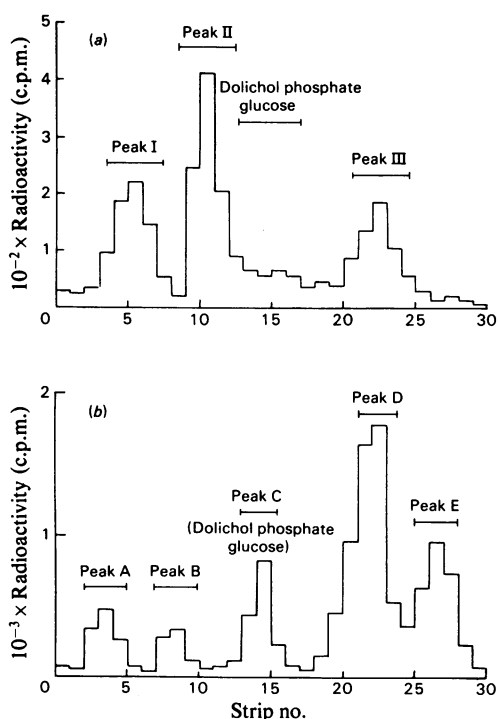 5
(a)
Peak II
4
Dolichol phosphate
glucose
3
Peak I
Peak III
2
1
10⁻² × Radioactivity (c.p.m.)
0
5
10
15
20
25
30
2
(b)
Peak D
Peak C
(Dolichol phosphate
glucose)
Peak E
1
Peak A
Peak B
10⁻³ × Radioactivity (c.p.m.)
0
5
10
15
20
25
30
Strip no.